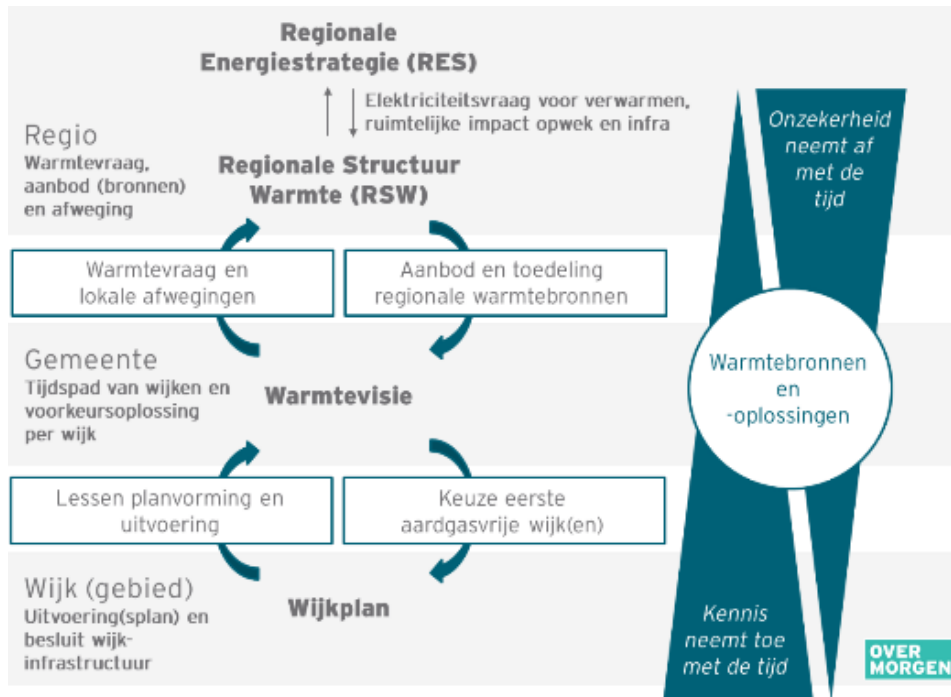 Regionale
Energiestrategie (RES)
Elektriciteitsvraag voor verwarmen,
ruimtelijke impact opwek en infra
Regio
Warmtevraag,
aanbod (bronnen)
en afweging
Regionale Structuur
Warmte (RSW)
Warmtevraag en
lokale afwegingen
Aanbod en toedeling
regionale warmtebronnen
Gemeente
Tijdspad van wijken en
voorkeursoplossing
per wijk
Warmtevisie
Lessen planvorming en
uitvoering
Keuze eerste
aardgasvrije wijk(en)
Wijk (gebied)
Uitvoering(splan) en
besluit wijk-
infrastructuur
Wijkplan
Onzekerheid
neemt af
met de
tijd
Warmtebronnen
en
-oplossingen
Kennis
neemt toe
met de tijd
OVER
MORGEN